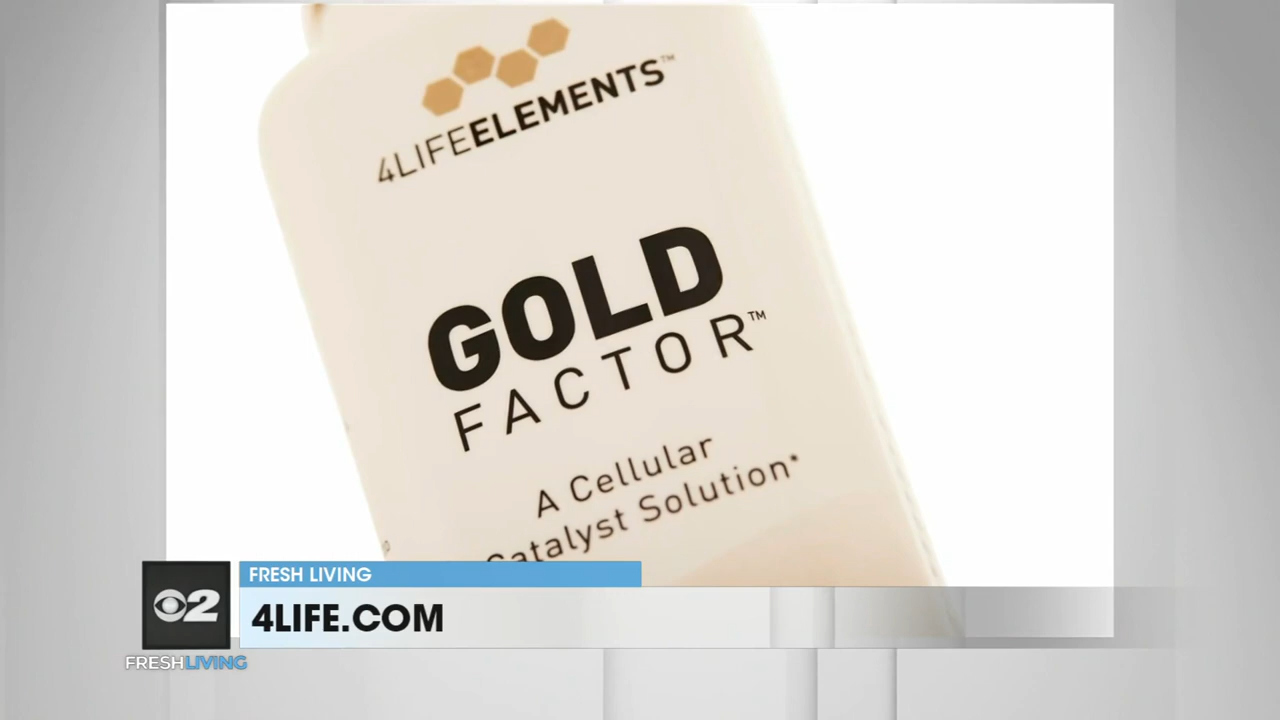 4LIFEELEMENTS™
GOLD
FACTOR™
A Cellular
Catalyst Solution*
2
FRESH LIVING
4LIFE.COM
FRESHLIVING